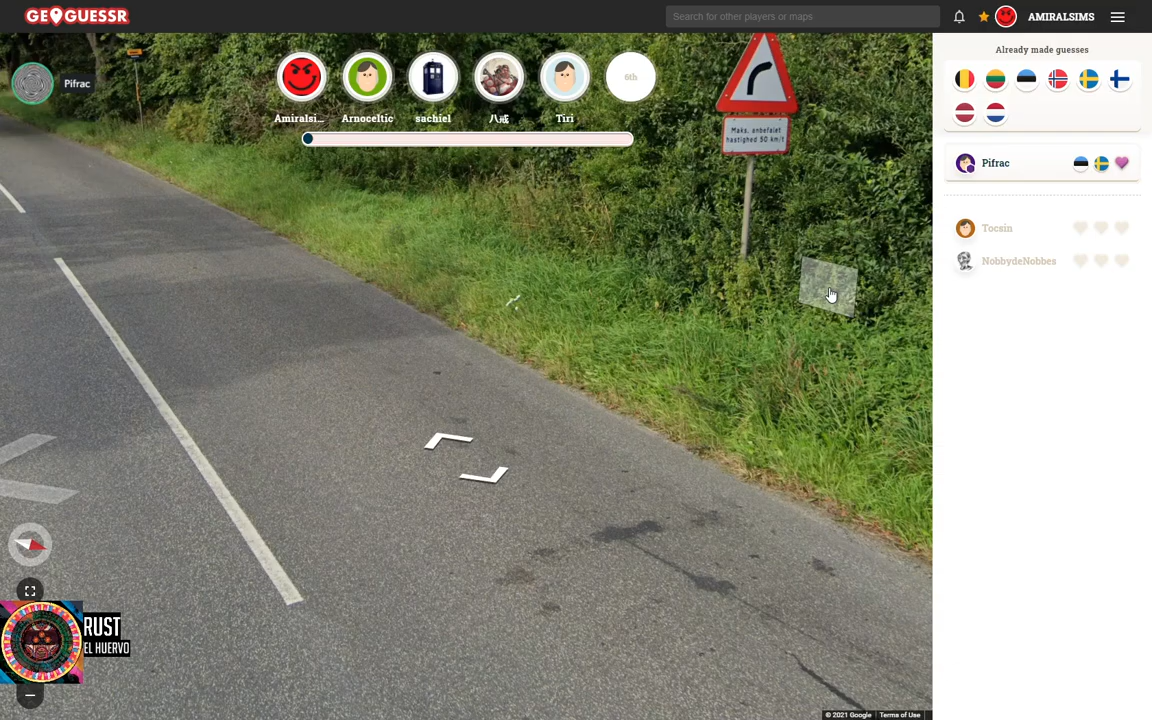 GEOGUESSR
Search for other players or maps
AMIRALSIMS
Already made guesses
Pifrac
6th
Amiralsi...
Arnoceltic
sachiel
八戒
Tiri
Maks. anbefalet
hastighed 50 km/t
Pifrac
Tocsin
NobbydeNobbes
RUST
EL HUERVO
© 2021 Google
Terms of Use